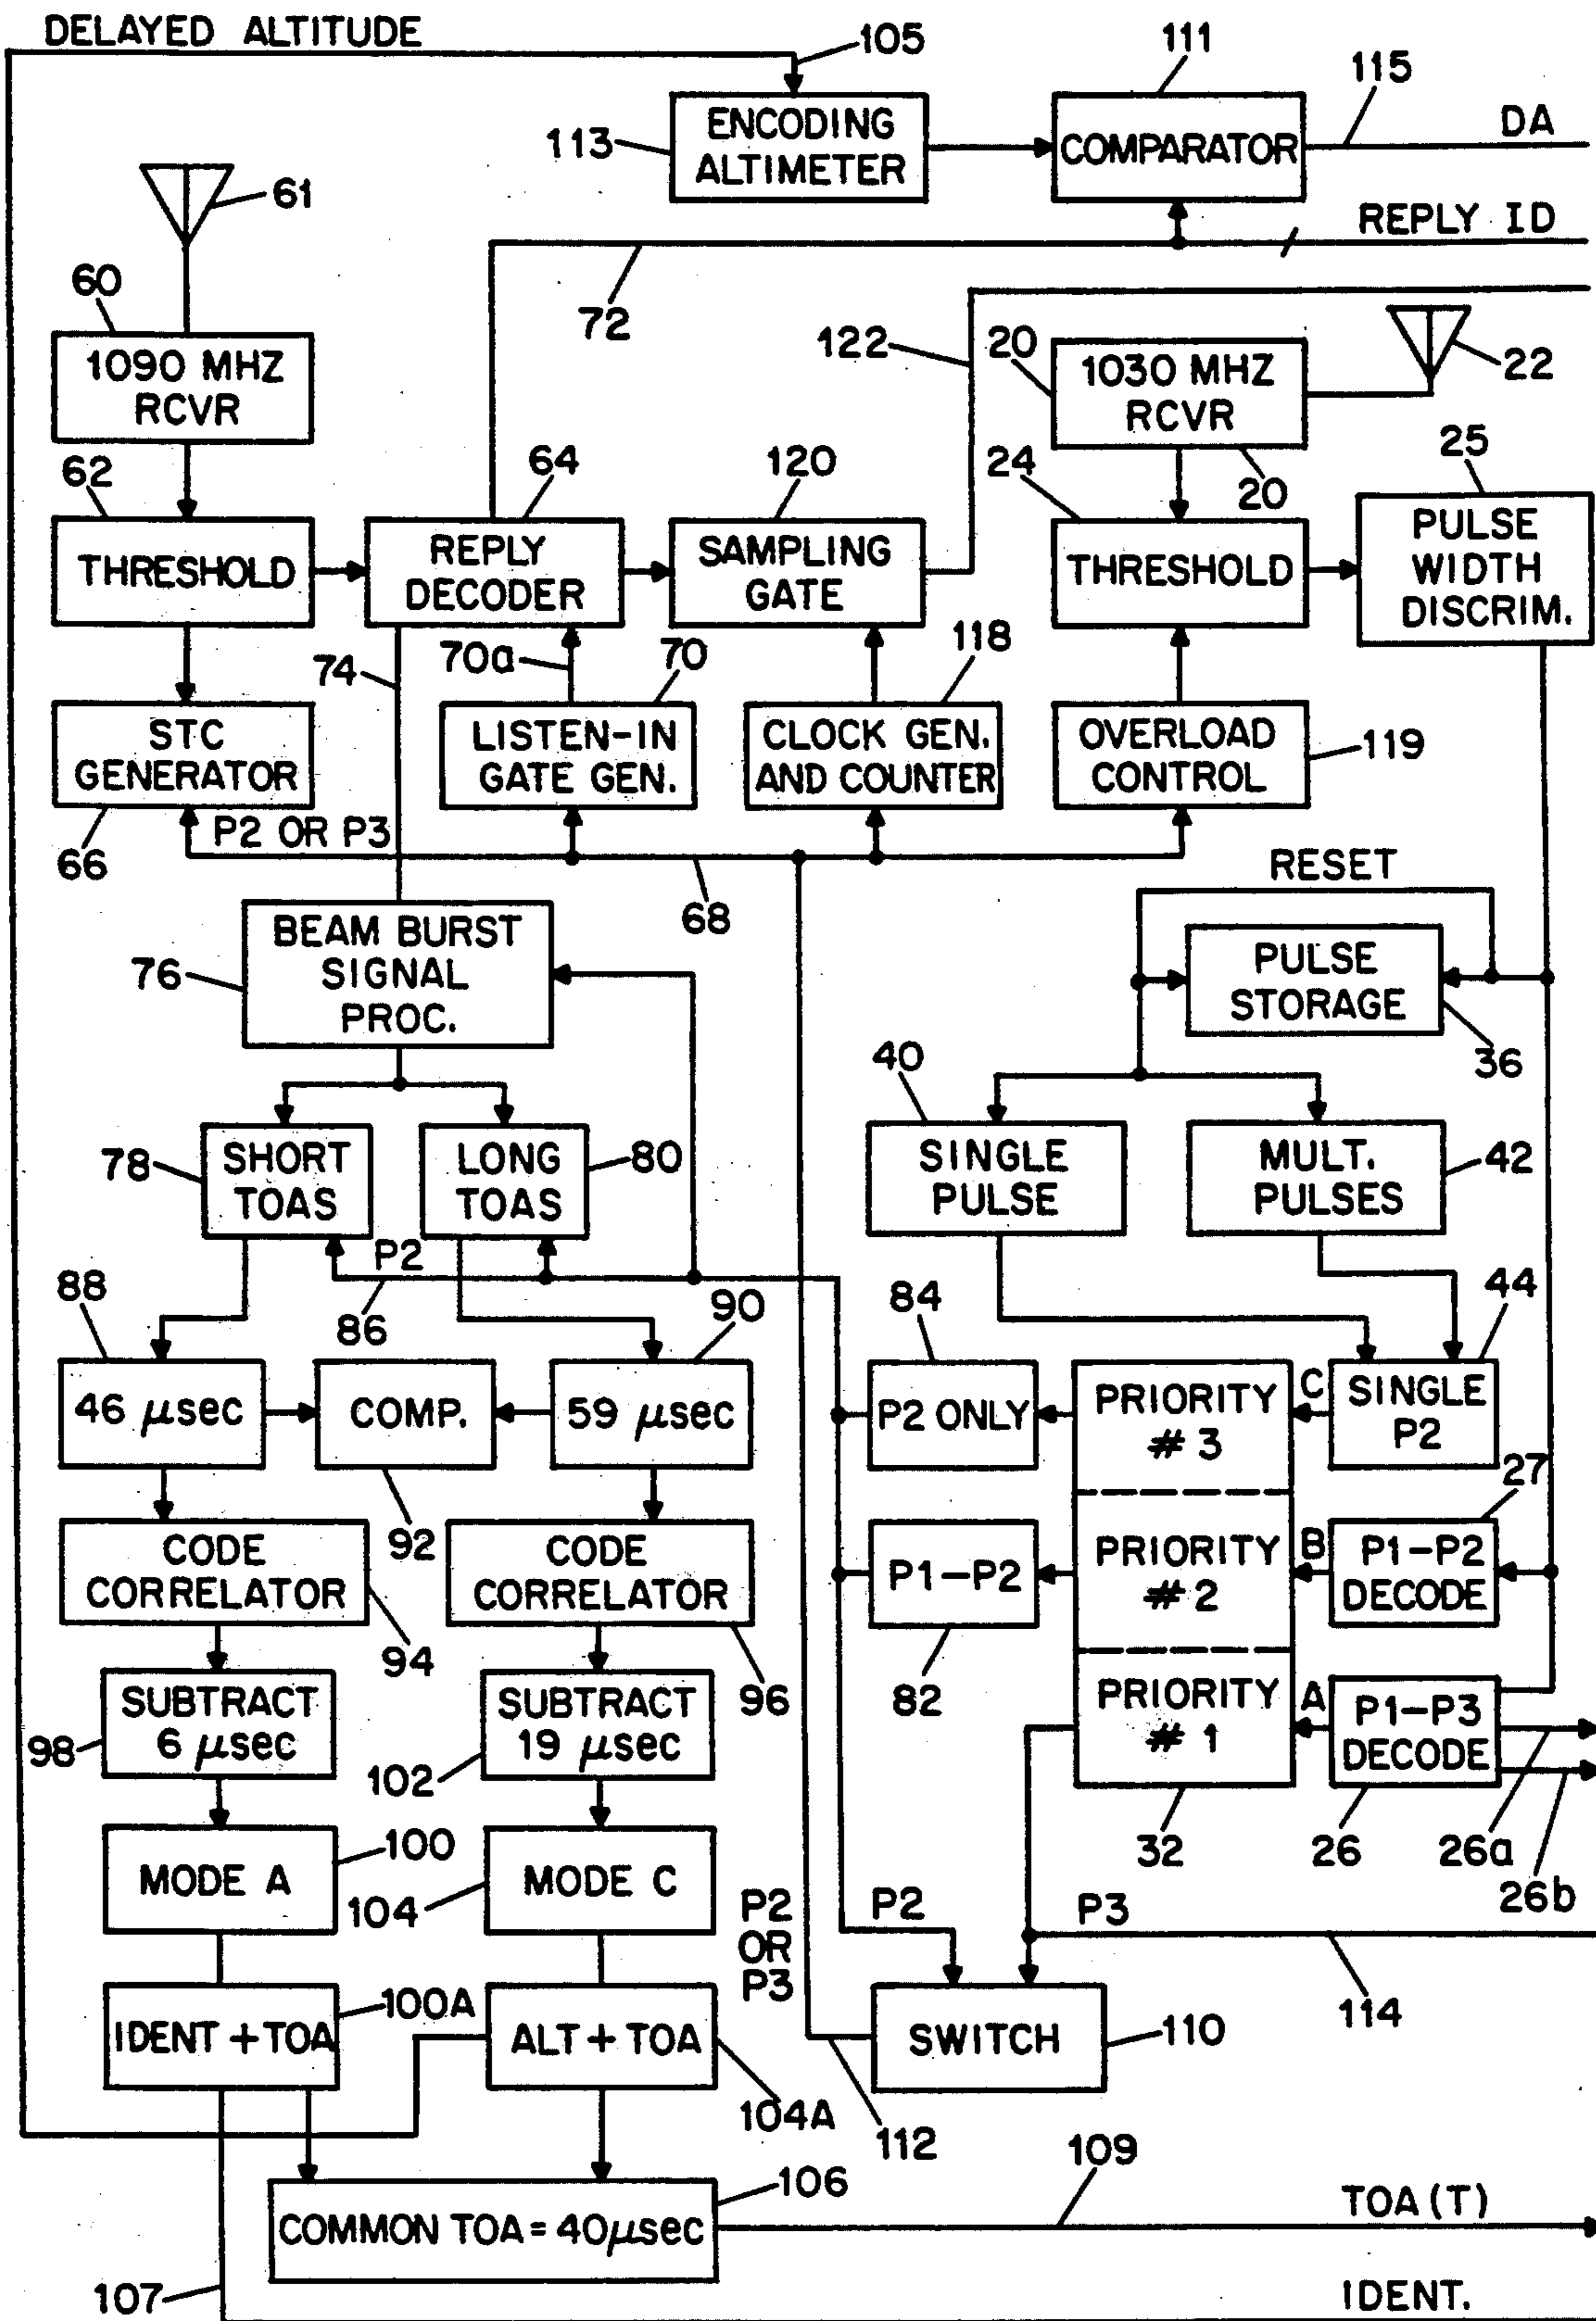 DELAYED ALTITUDE
105
111
115
ENCODING
ALTIMETER
113
COMPARATOR
DA
61
REPLY ID
60
72
1090 MHZ
RCVR
122
20
1030 MHZ
RCVR
22
62
64
120
24
20
25
THRESHOLD
REPLY
DECODER
SAMPLING
GATE
THRESHOLD
PULSE
WIDTH
DISCRIM.
74
70a
70
118
STC
GENERATOR
LISTEN-IN
GATE GEN.
CLOCK GEN.
AND COUNTER
OVERLOAD
CONTROL
119
66
P2 OR P3
68
RESET
BEAM BURST
SIGNAL
PROC.
76
PULSE
STORAGE
36
40
78
SHORT
TOAS
LONG
TOAS
80
SINGLE
PULSE
MULT.
PULSES
42
P2
88
86
90
84
44
46 µsec
COMP.
59 µsec
P2 ONLY
PRIORITY
# 3
C
SINGLE
P2
27
92
CODE
CORRELATOR
CODE
CORRELATOR
P1-P2
PRIORITY
# 2
B
P1-P2
DECODE
94
96
82
SUBTRACT
6 µsec
98
SUBTRACT
19 µsec
102
PRIORITY
# 1
A
P1-P3
DECODE
32
26
26a
26b
MODE A
100
MODE C
104
P2
OR
P3
P2
P3
114
IDENT + TOA
100A
ALT + TOA
104A
SWITCH
110
112
109
COMMON TOA = 40µsec
106
TOA (T)
107
IDENT.